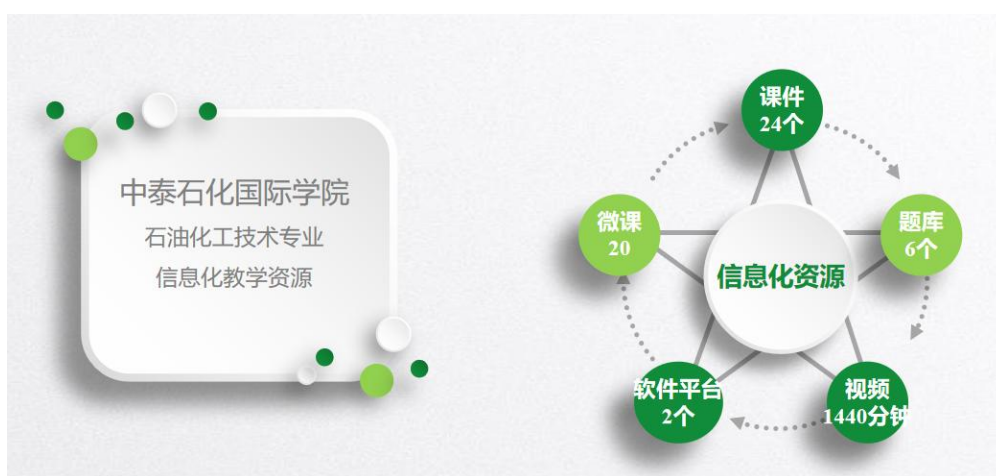 中泰石化国际学院
石油化工技术专业
信息化教学资源
课件
24个
微课
20
题库
6个
信息化资源
软件平台
2个
视频
1440分钟